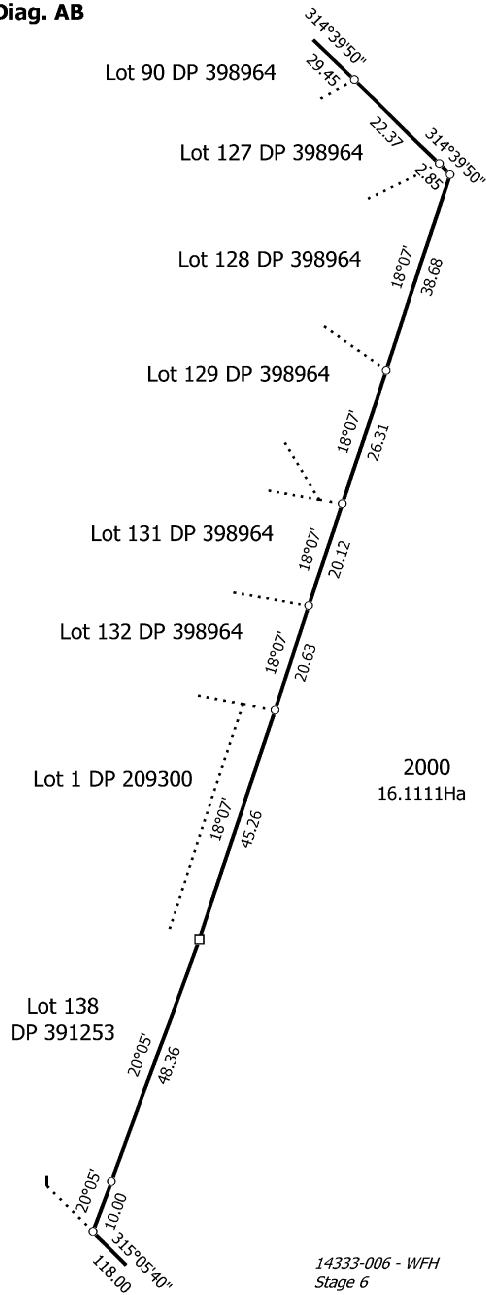 Diag. AB
314°39'50"
29.45
Lot 90 DP 398964
22.37
314°39'50"
2.85
Lot 127 DP 398964
Lot 128 DP 398964
18°07'
38.68
Lot 129 DP 398964
18°07'
26.31
Lot 131 DP 398964
18°07'
20.12
Lot 132 DP 398964
18°07'
20.63
Lot 1 DP 209300
18°07'
45.26
2000
16.1111Ha
Lot 138
DP 391253
20°05'
48.36
20°05'
10.00
315°05'40"
118.00
14333-006 - WFH
Stage 6